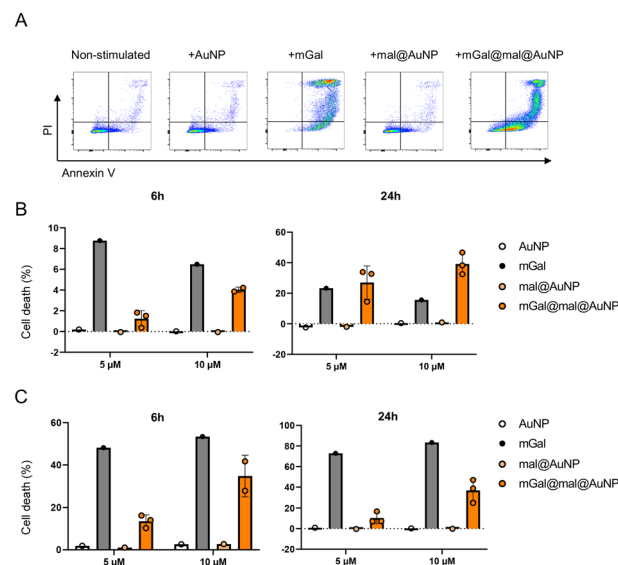 A
Non-stimulated +AuNP +mGal +mal@AuNP +mGal@mal@AuNP
PI
Annexin V
B
6h 24h
Cell death (%)
10
8
6
4
2
0
-2
5 µM 10 µM
60
40
20
0
-20
5 µM 10 µM
AuNP
mGal
mal@AuNP
mGal@mal@AuNP
C
6h 24h
Cell death (%)
60
40
20
0
5 µM 10 µM
100
80
60
40
20
0
-20
5 µM 10 µM
AuNP
mGal
mal@AuNP
mGal@mal@AuNP